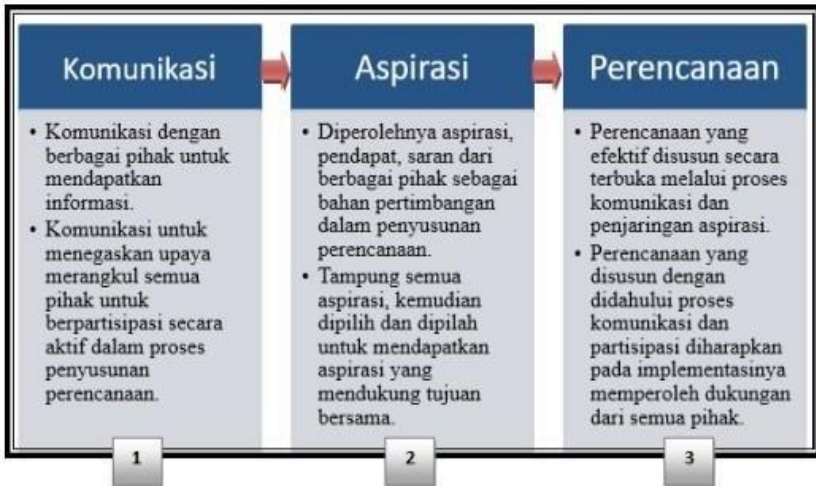 Komunikasi
• Komunikasi dengan
berbagai pihak untuk
mendapatkan
informasi.
• Komunikasi untuk
menegaskan upaya
merangkul semua
pihak untuk
berpartisipasi secara
aktif dalam proses
penyusunan
perencanaan.
1
Aspirasi
• Diperolehnya aspirasi,
pendapat, saran dari
berbagai pihak sebagai
bahan pertimbangan
dalam penyusunan
perencanaan.
• Tampung semua
aspirasi, kemudian
dipilih dan dipilah
untuk mendapatkan
aspirasi yang
mendukung tujuan
bersama.
2
Perencanaan
• Perencanaan yang
efektif disusun secara
terbuka melalui proses
komunikasi dan
penjaringan aspirasi.
• Perencanaan yang
disusun dengan
didahului proses
komunikasi dan
partisipasi diharapkan
pada implementasinya
memperoleh dukungan
dari semua pihak.
3